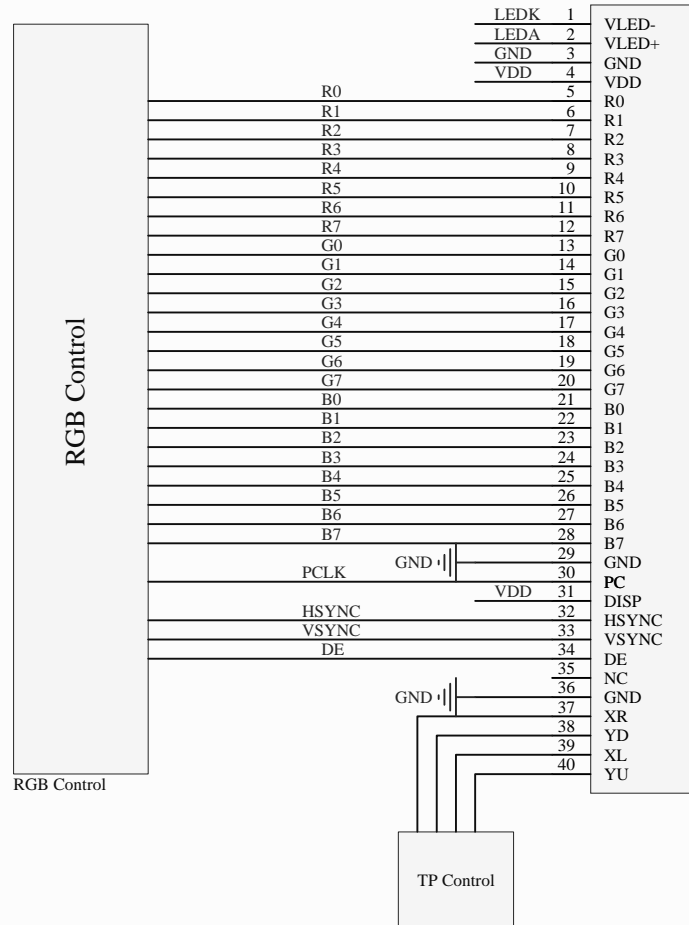 LEDK 1 VLED-
LEDA 2 VLED+
GND 3 GND
VDD 4 VDD
R0 5 R0
R1 6 R1
R2 7 R2
R3 8 R3
R4 9 R4
R5 10 R5
R6 11 R6
R7 12 R7
G0 13 G0
G1 14 G1
G2 15 G2
G3 16 G3
G4 17 G4
G5 18 G5
G6 19 G6
G7 20 G7
B0 21 B0
B1 22 B1
B2 23 B2
B3 24 B3
B4 25 B4
B5 26 B5
B6 27 B6
B7 28 B7
GND 29 GND
PCLK 30 PC
VDD 31 DISP
HSYNC 32 HSYNC
VSYNC 33 VSYNC
DE 34 DE
35 NC
GND 36 GND
37 XR
38 YD
39 XL
40 YU
RGB Control
RGB Control
TP Control